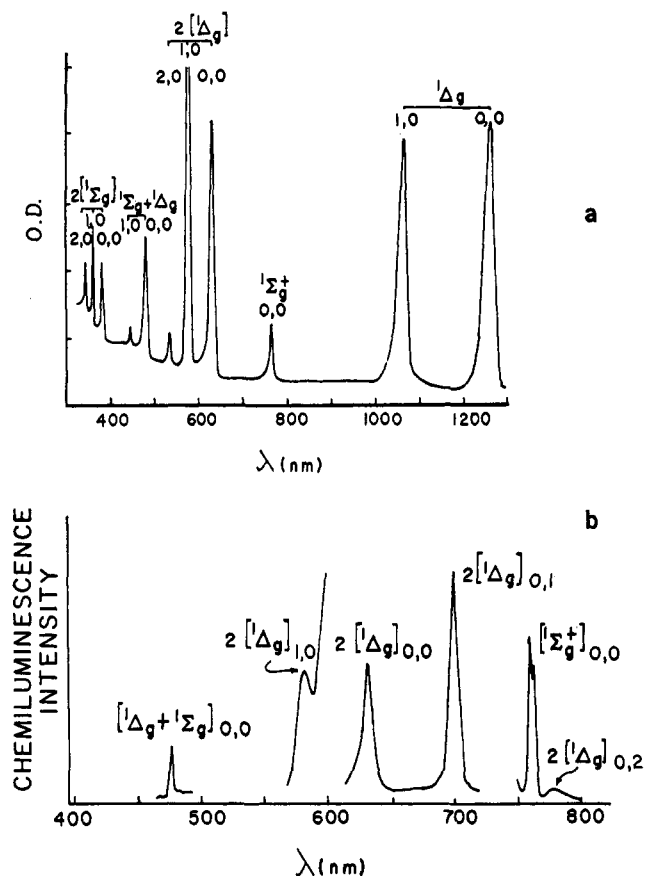 2[¹Δg]
1,0
2,0 0,0
¹Δg
1,0 0,0
2[¹Σg] ¹Σg+¹Δg
1,0 1,0 0,0
2,0 0,0
¹Σg⁺
0,0
O.D.
a
400 600 800 1000 1200
λ(nm)
b
CHEMILUMINESCENCE
INTENSITY
2[¹Δg]0,1
2[¹Δg]1,0
2[¹Δg]0,0
[¹Σg⁺]0,0
[¹Δg+¹Σg]0,0
2[¹Δg]0,2
400 500 600 700 800
λ(nm)